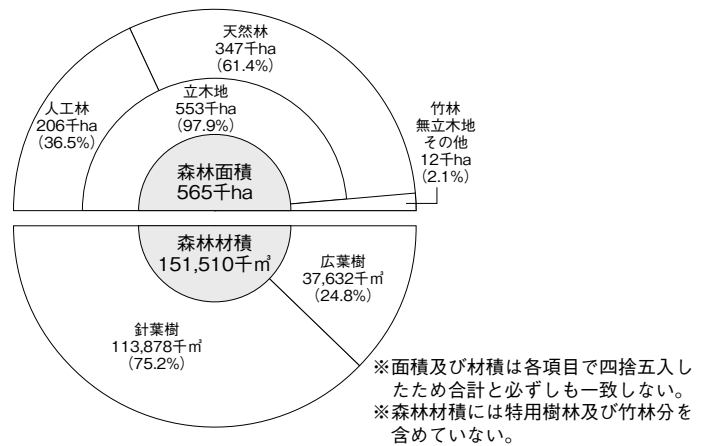 天然林
347千ha
(61.4%)
人工林
206千ha
(36.5%)
立木地
553千ha
(97.9%)
竹林
無立木地
その他
12千ha
(2.1%)
森林面積
565千ha
森林材積
151,510千㎥
広葉樹
37,632千㎥
(24.8%)
針葉樹
113,878千㎥
(75.2%)
※面積及び材積は各項目で四捨五入し
たため合計と必ずしも一致しない。
※森林材積には特用樹林及び竹林分を
含めていない。